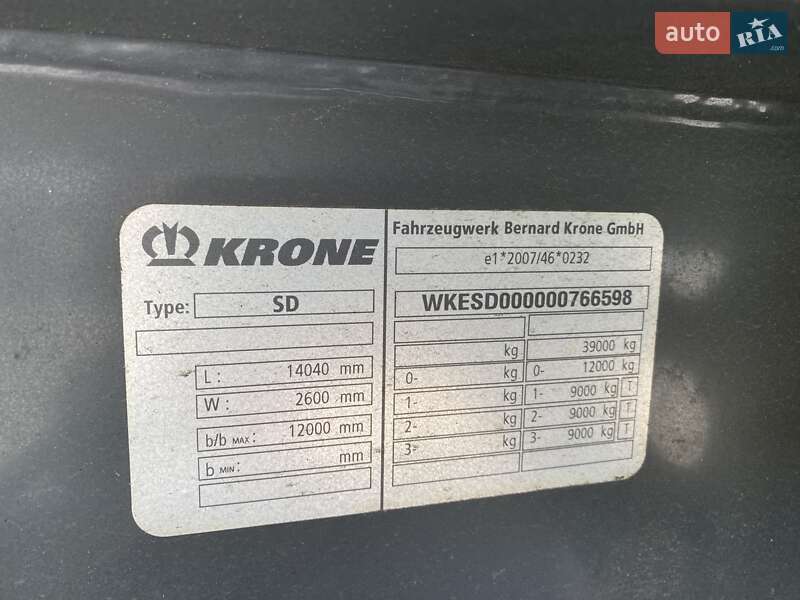 auto RIA.com
KRONE
Type: SD
L: 14040 mm
W: 2600 mm
b/b MAX: 12000 mm
b MIN: mm
Fahrzeugwerk Bernard Krone GmbH
e1*2007/46*0232
WKESD000000766598
kg 39000 kg
0- kg 0- 12000 kg
1- kg 1- 9000 kg T
2- kg 2- 9000 kg T
3- kg 3- 9000 kg T